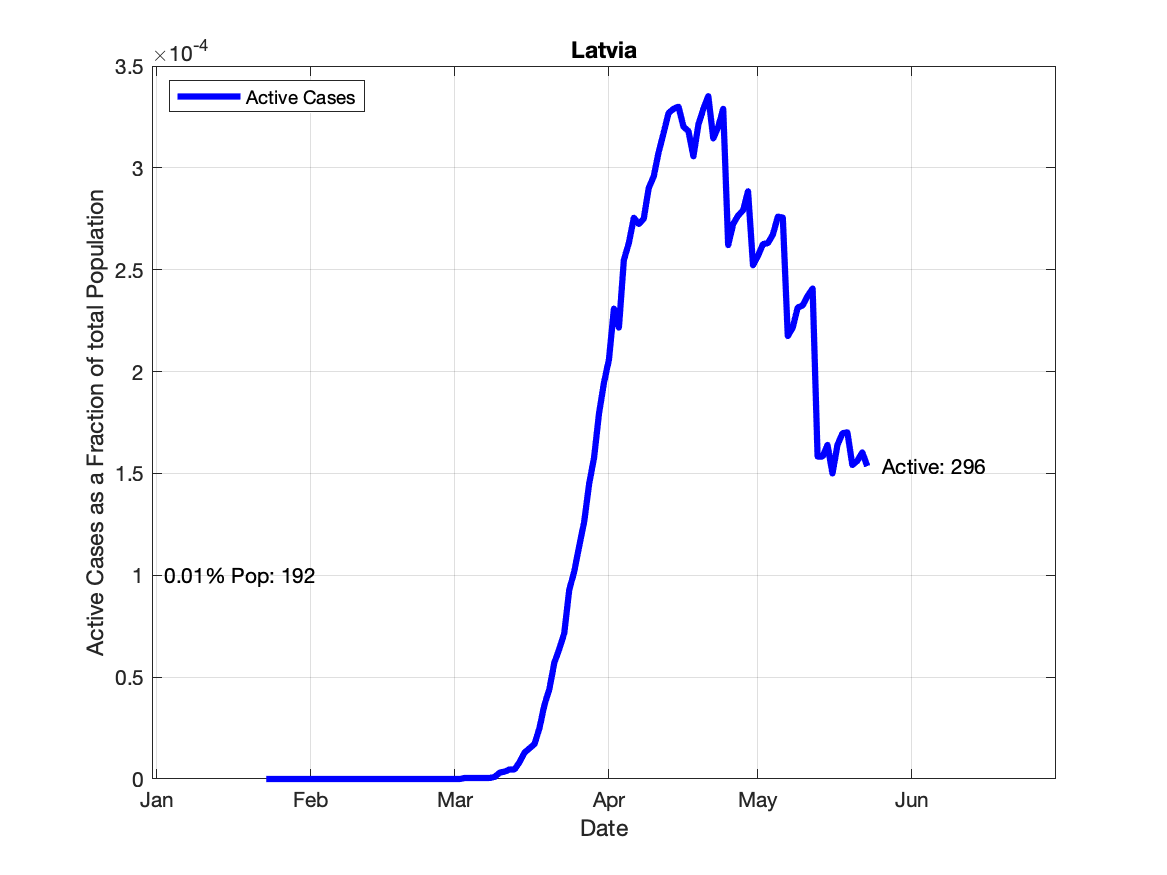 Latvia
×10-4
3.5
3
2.5
2
1.5
1
0.5
0
Active Cases
Active Cases as a Fraction of total Population
0.01% Pop: 192
Active: 296
Jan Feb Mar Apr May Jun
Date